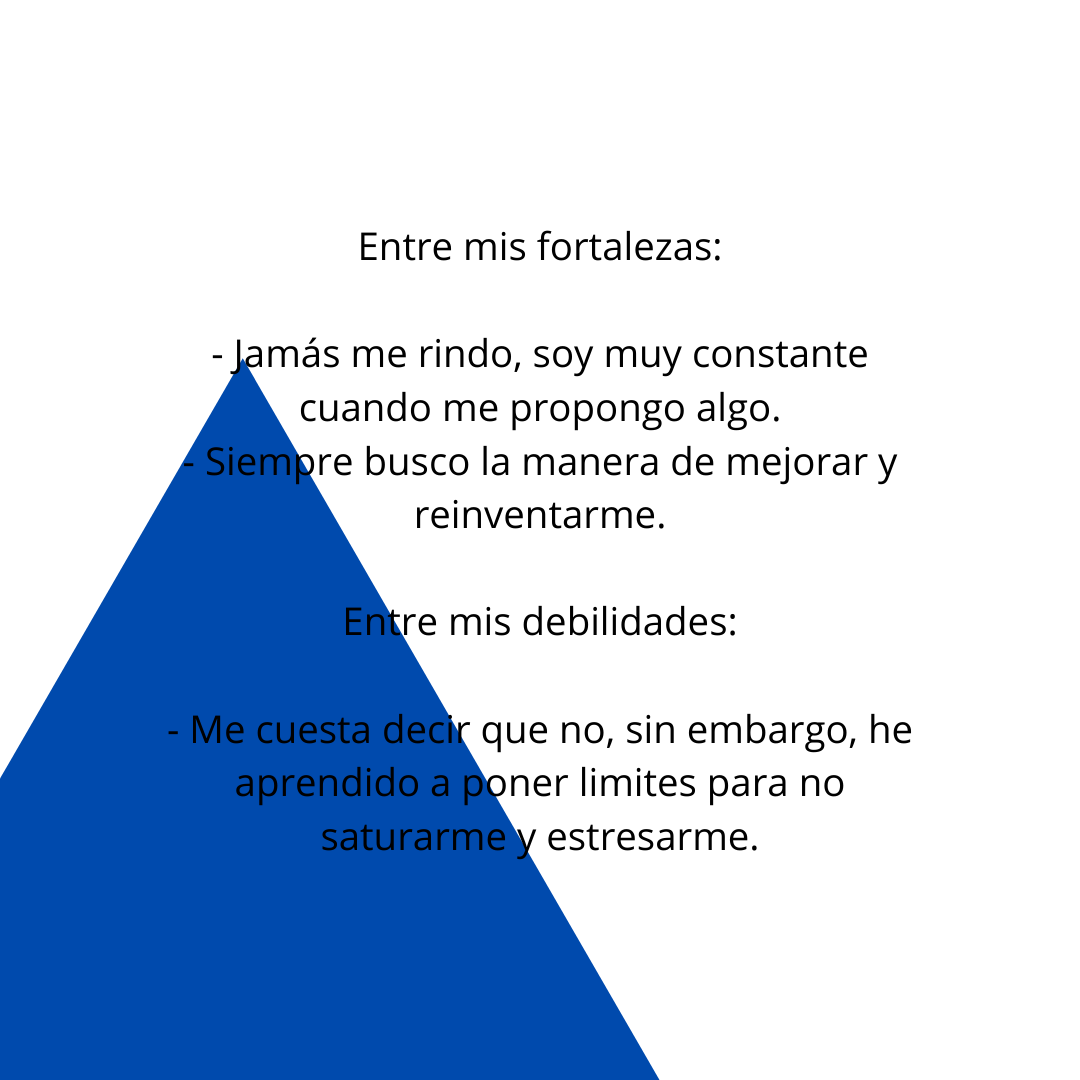 Entre mis fortalezas:
- Jamás me rindo, soy muy constante
cuando me propongo algo.
- Siempre busco la manera de mejorar y
reinventarme.
Entre mis debilidades:
- Me cuesta decir que no, sin embargo, he
aprendido a poner limites para no
saturarme y estresarme.